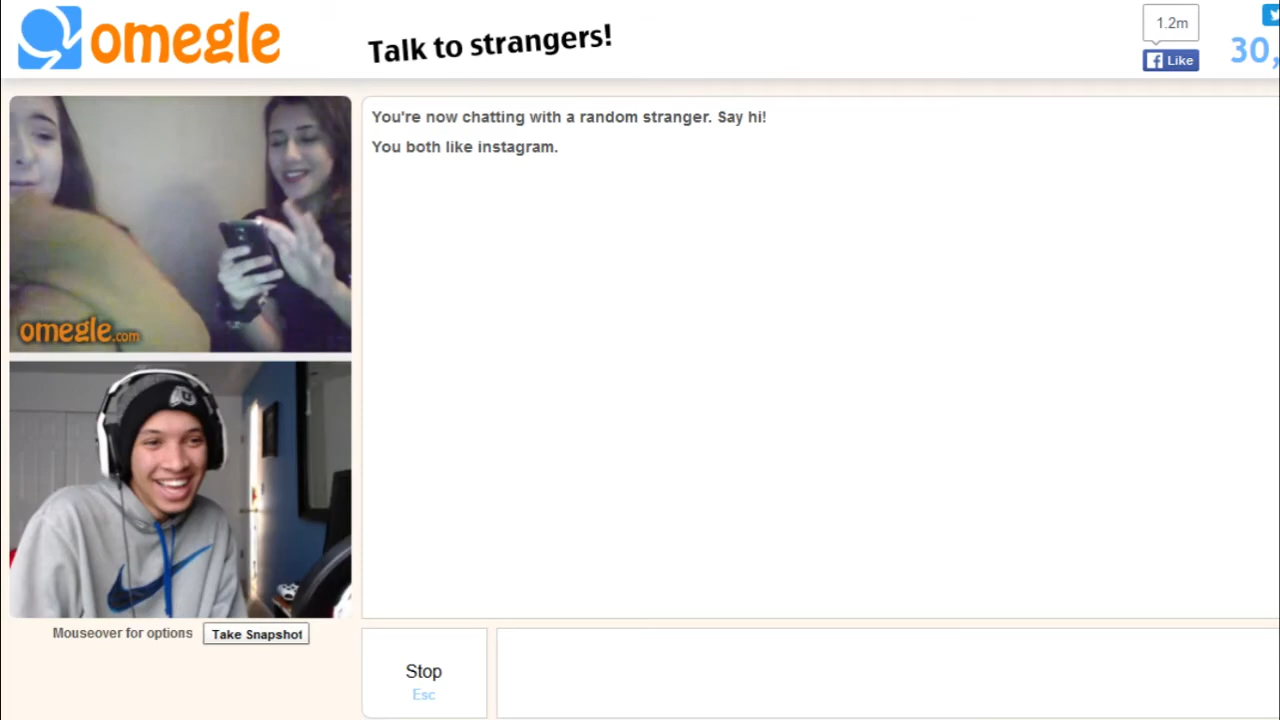 omegle
Talk to strangers!
1.2m
Like
30,
You're now chatting with a random stranger. Say hi!
You both like instagram.
omegle.com
Mouseover for options
Take Snapshot
Stop
Esc